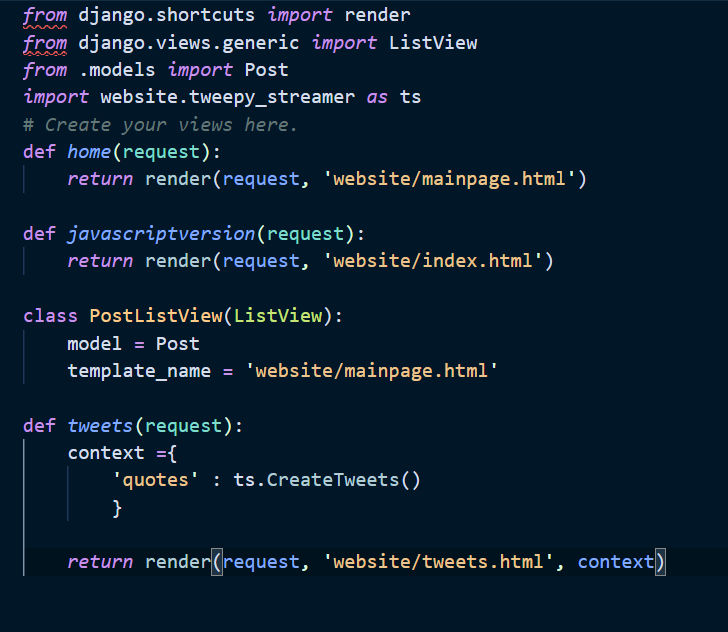 from django.shortcuts import render
from django.views.generic import ListView
from .models import Post
import website.tweepy_streamer as ts
# Create your views here.
def home(request):
    return render(request, 'website/mainpage.html')

def javascriptversion(request):
    return render(request, 'website/index.html')

class PostListView(ListView):
    model = Post
    template_name = 'website/mainpage.html'

def tweets(request):
    context ={
        'quotes' : ts.CreateTweets()
        }

    return render(request, 'website/tweets.html', context)